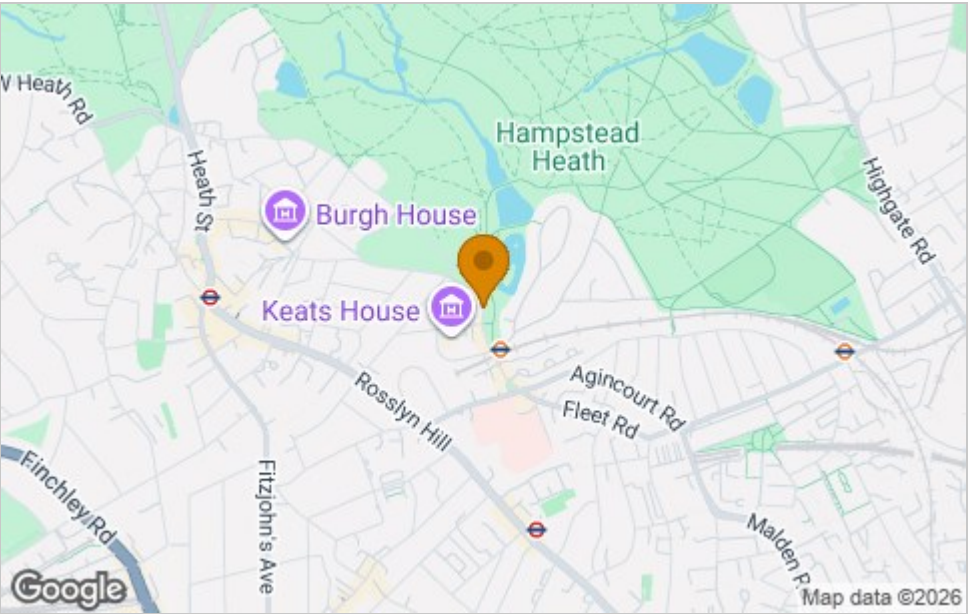 W Heath Rd
Heath St
Hampstead
Heath
Highgate Rd
Burgh House
Keats House
Rosslyn Hill
Agincourt Rd
Fleet Rd
Finchley Rd
Fitzjohn's Ave
Malden R
Google
Map data ©2026